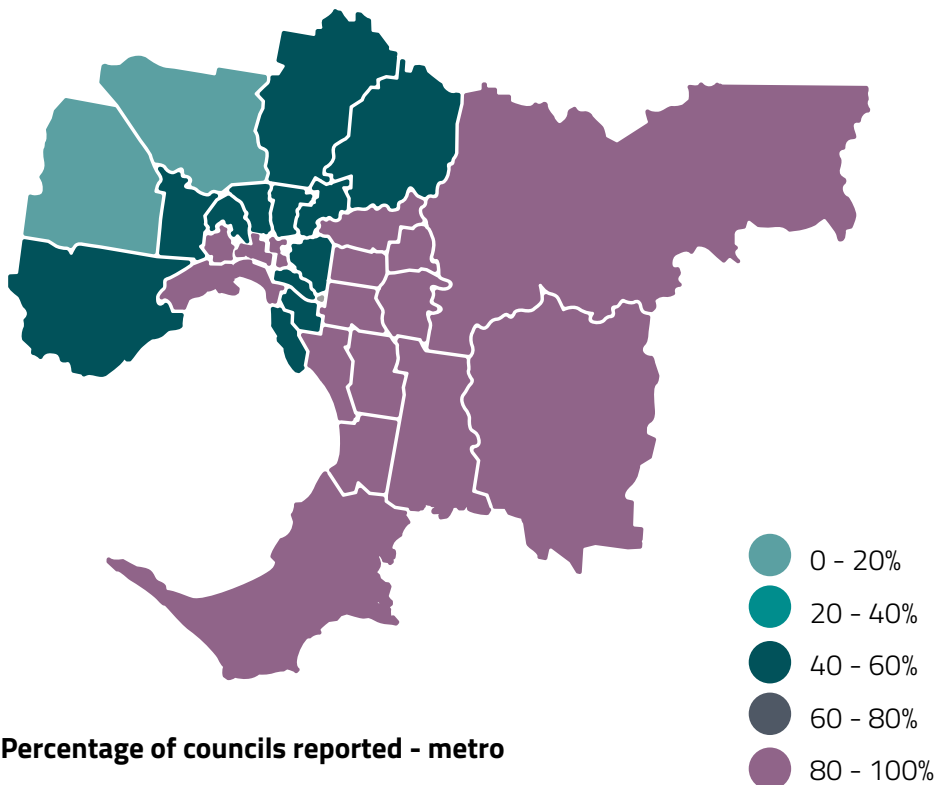 0 - 20%
20 - 40%
40 - 60%
60 - 80%
80 - 100%
Percentage of councils reported - metro